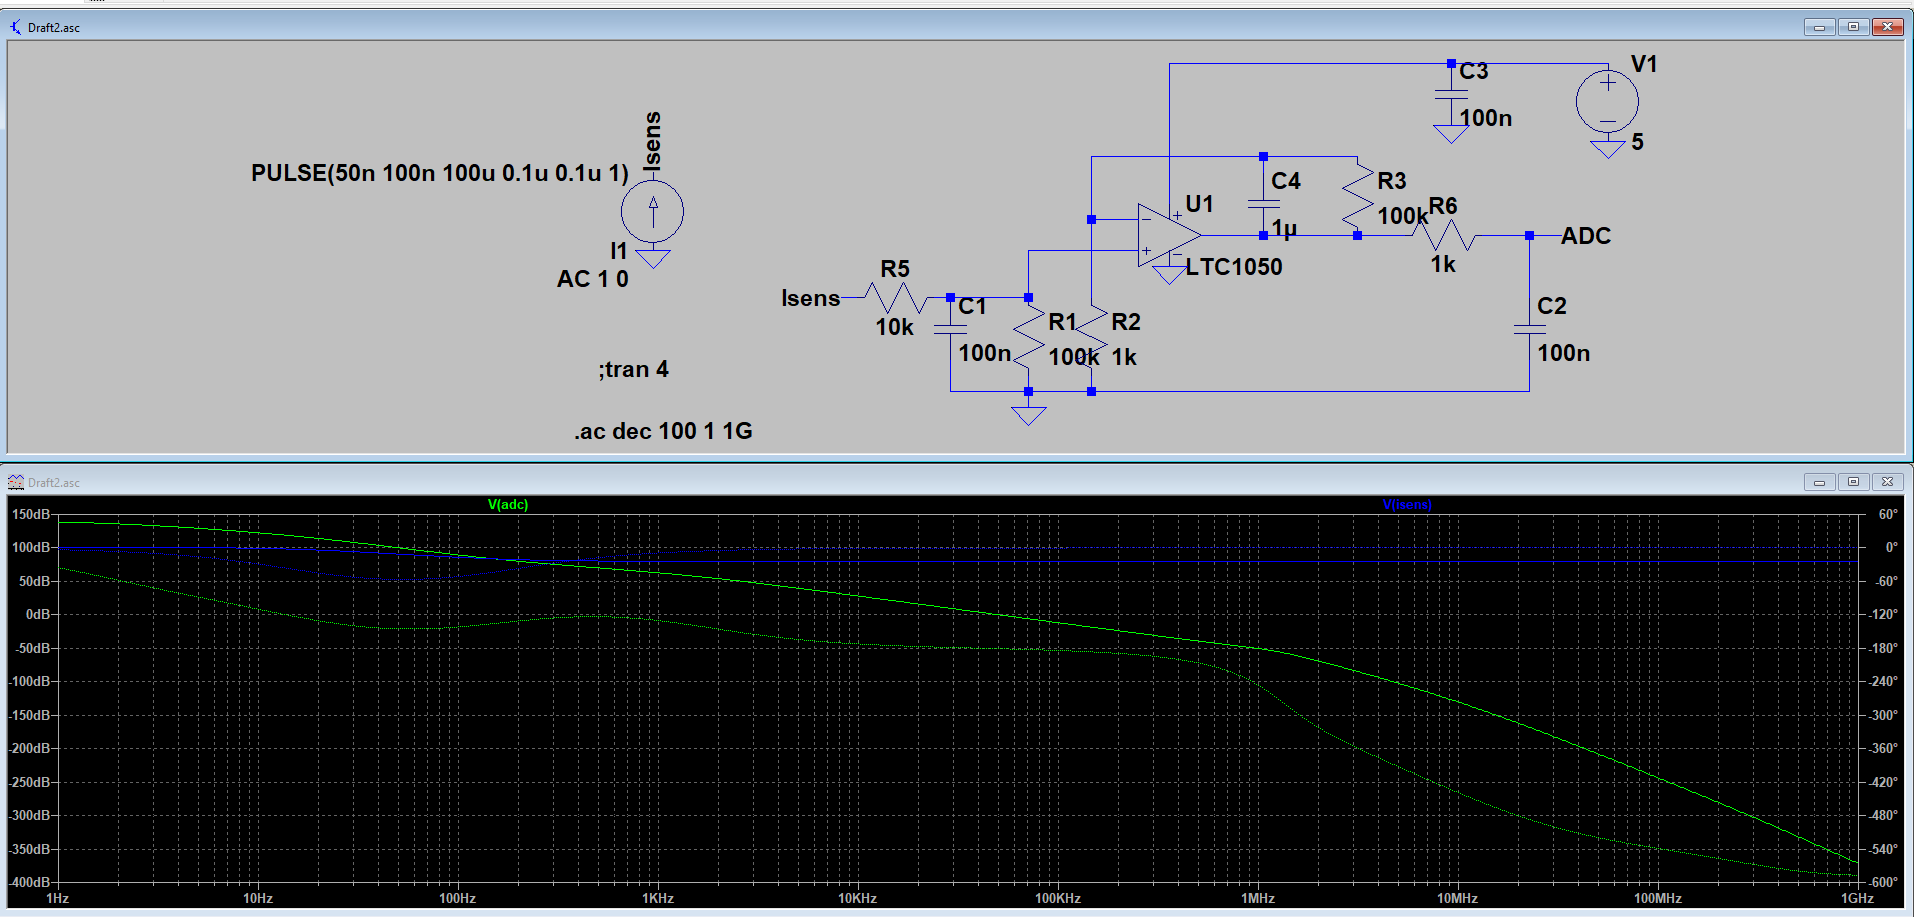 Draft2.asc
V1
C3
100n
5
Isens
PULSE(50n 100n 100u 0.1u 0.1u 1)
C4
R3
1µ
100k
R6
U1
ADC
1k
I1
LTC1050
AC 1 0
R5
Isens
10k
C1
C2
R1
R2
100n
100k
1k
100n
;tran 4
.ac dec 100 1 1G
Draft2.asc
V(adc)
V(isens)
150dB
60°
100dB
0°
50dB
-60°
0dB
-120°
-50dB
-180°
-100dB
-240°
-150dB
-300°
-200dB
-360°
-250dB
-420°
-300dB
-480°
-350dB
-540°
-400dB
-600°
1Hz
10Hz
100Hz
1KHz
10KHz
100KHz
1MHz
10MHz
100MHz
1GHz